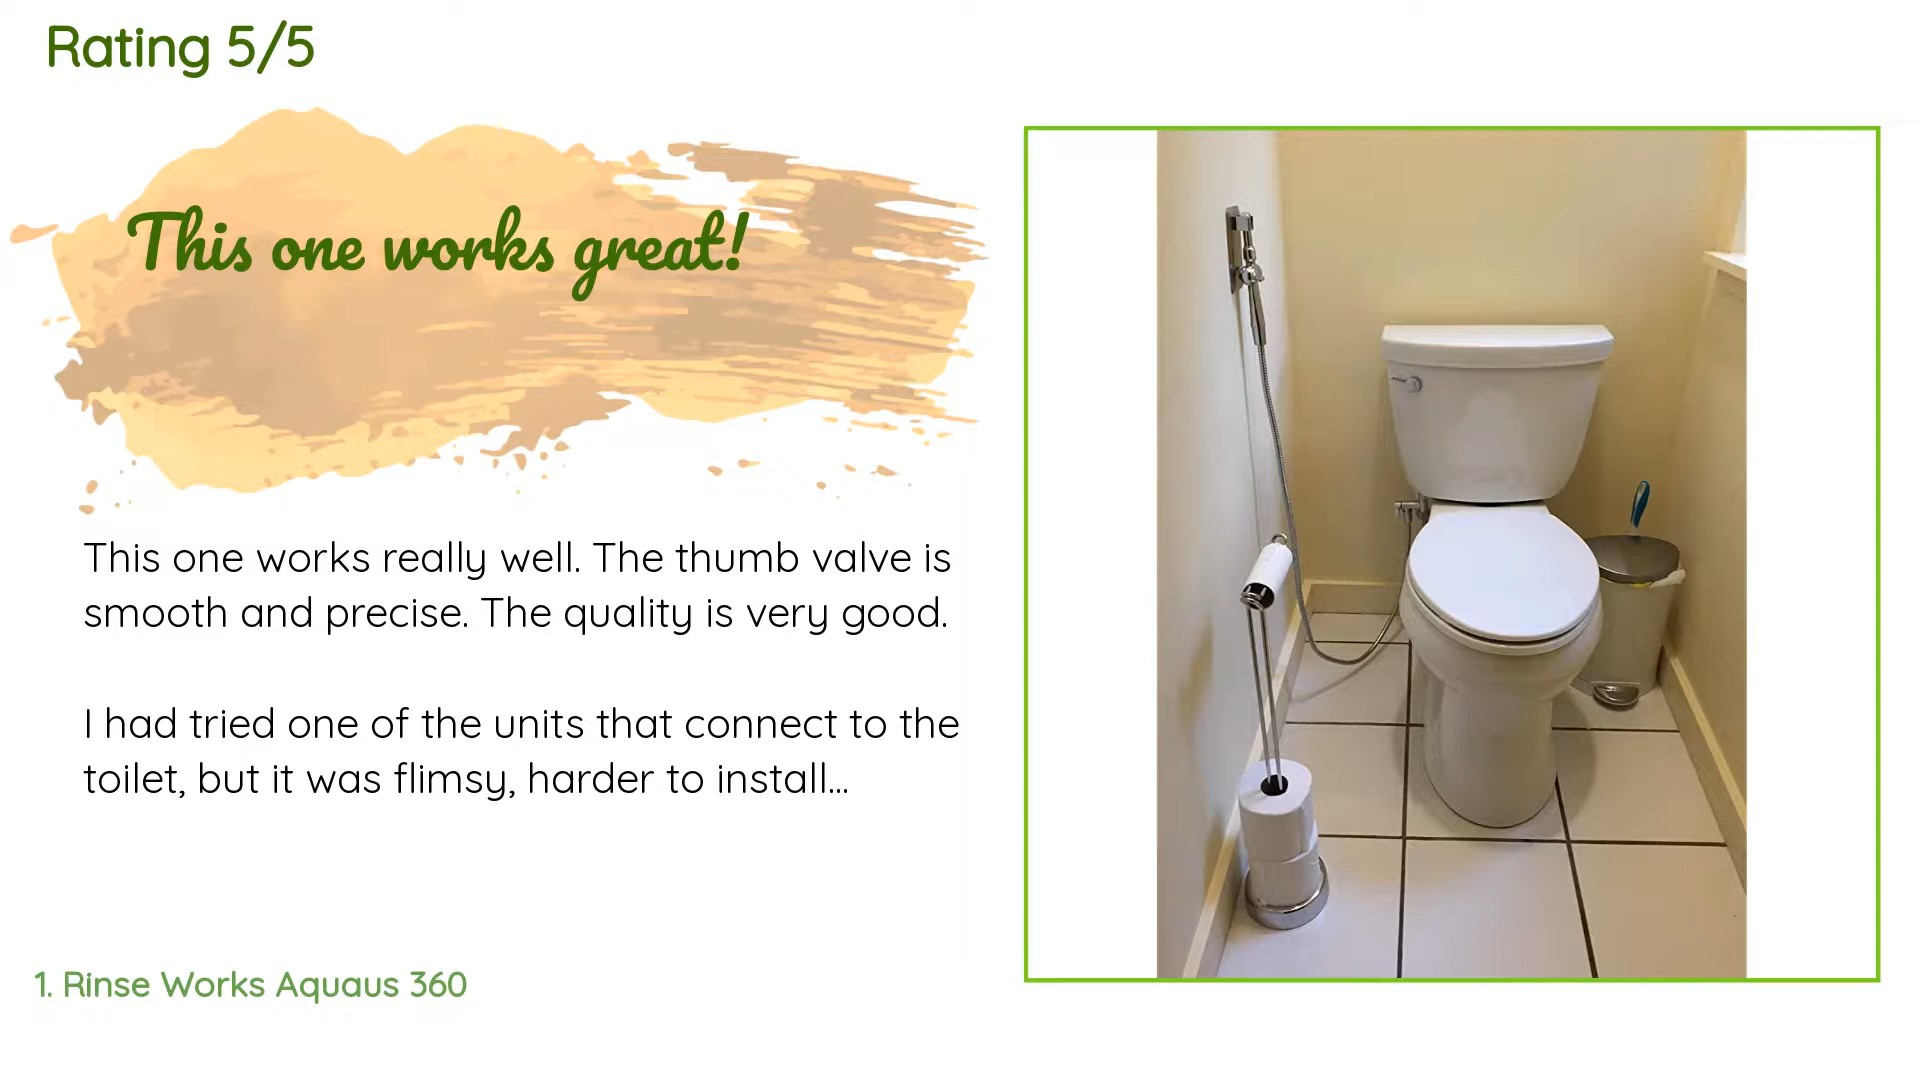 Rating 5/5
This one works great!
This one works really well. The thumb valve is
smooth and precise. The quality is very good.
I had tried one of the units that connect to the
toilet, but it was flimsy, harder to install...
1. Rinse Works Aquaus 360